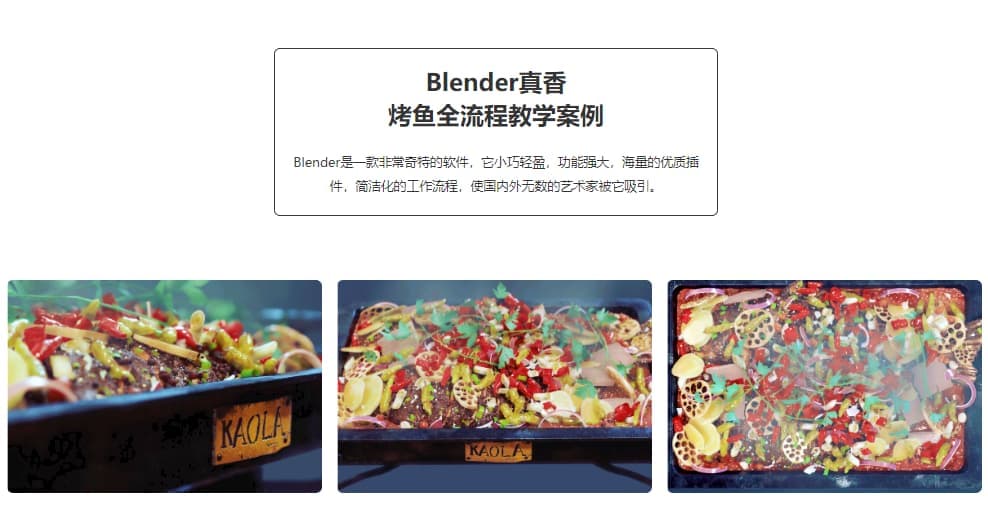 Blender真香
烤鱼全流程教学案例
Blender是一款非常奇特的软件，它小巧轻盈，功能强大，海量的优质插
件，简洁化的工作流程，使国内外无数的艺术家被它吸引。
KAOLA
KAOLA